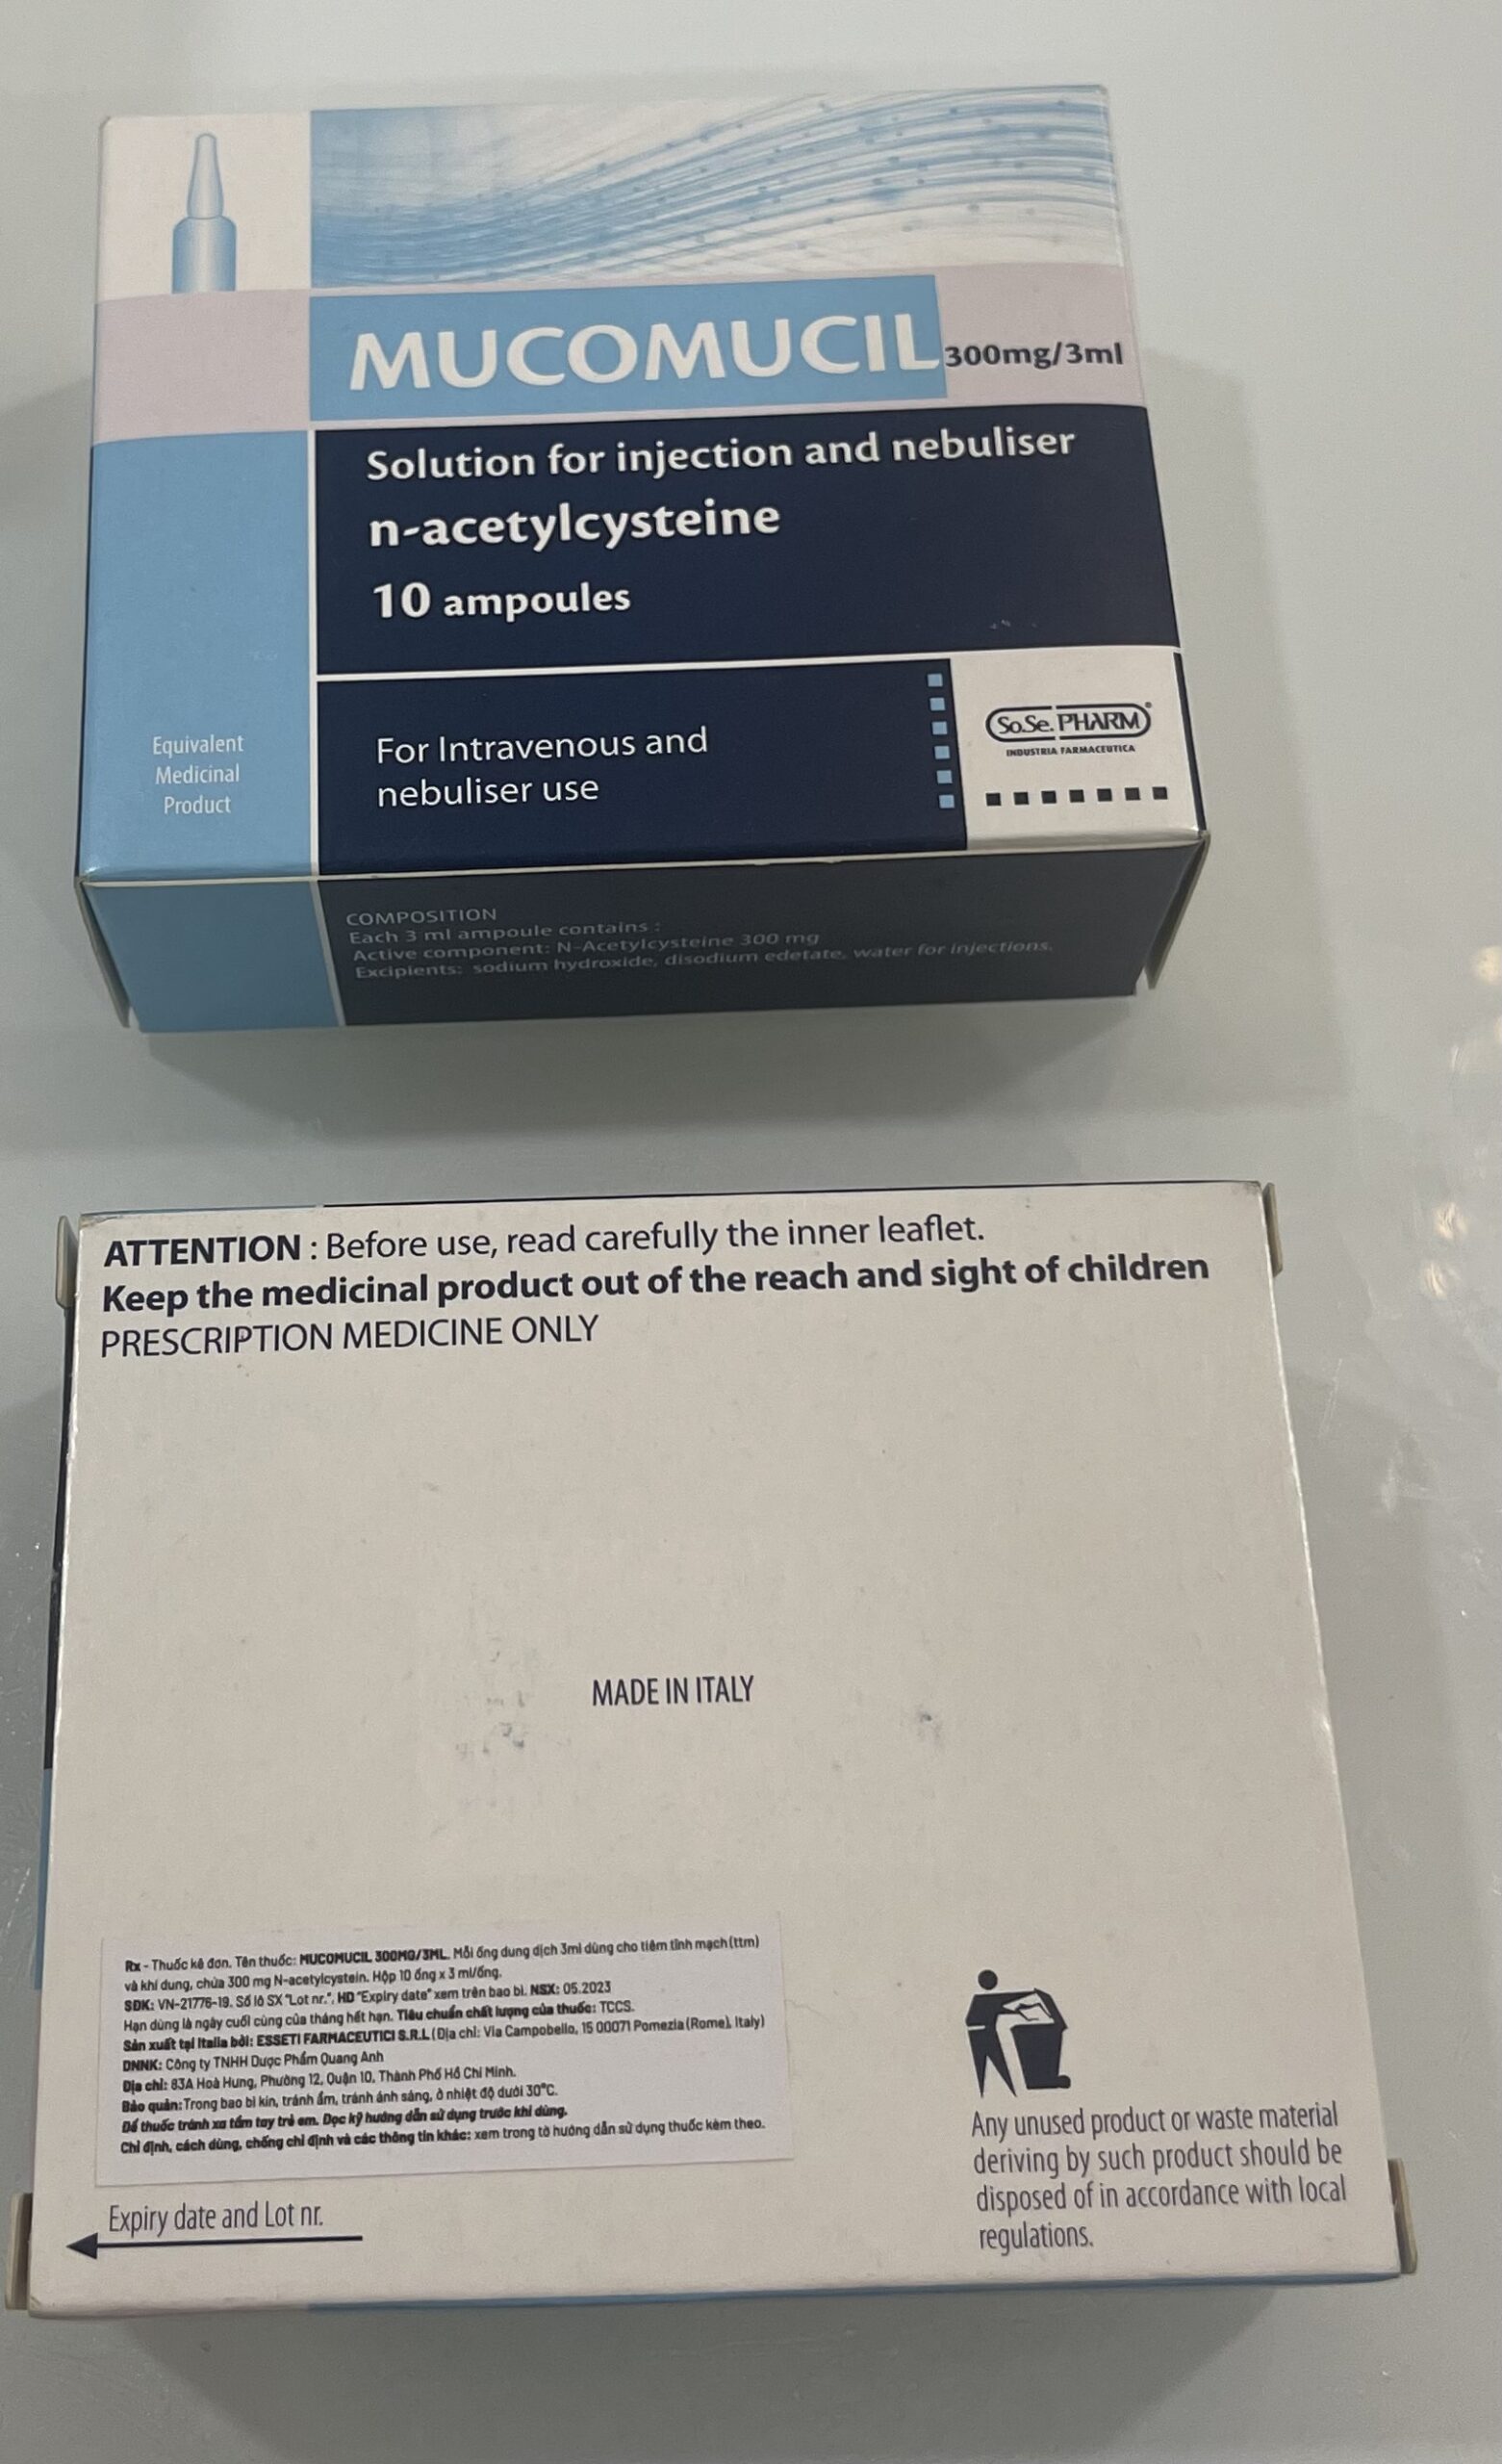 MUCOMUCIL 300mg/3ml
Solution for injection and nebuliser
n-acetylcysteine
10 ampoules
Equivalent
Medicinal
Product
For Intravenous and
nebuliser use
So.Se. PHARM®
INDUSTRIA FARMACEUTICA
COMPOSITION
Each 3 ml ampoule contains :
Active component: N-Acetylcysteine 300 mg
Excipients: sodium hydroxide, disodium edetate, water for injections.
ATTENTION : Before use, read carefully the inner leaflet.
Keep the medicinal product out of the reach and sight of children
PRESCRIPTION MEDICINE ONLY
MADE IN ITALY
Rx - Thuốc kê đơn. Tên thuốc: MUCOMUCIL 300MG/3ML. Mỗi ống dung dịch 3ml dùng cho tiêm tĩnh mạch (ttm)
và khí dung, chứa 300 mg N-acetylcystein. Hộp 10 ống x 3 ml/ống.
SĐK: VN-21776-19. Số lô SX "Lot nr.", HD "Expiry date" xem trên bao bì. NSX: 05.2023
Hạn dùng là ngày cuối cùng của tháng hết hạn. Tiêu chuẩn chất lượng của thuốc: TCCS.
Sản xuất tại Italia bởi: ESSETI FARMACEUTICI S.R.L (Địa chỉ: Via Campobello, 15 00071 Pomezia (Rome), Italy)
DNNK: Công ty TNHH Dược Phẩm Quang Anh
Địa chỉ: 83A Hoà Hưng, Phường 12, Quận 10, Thành Phố Hồ Chí Minh.
Bảo quản: Trong bao bì kín, tránh ẩm, tránh ánh sáng, ở nhiệt độ dưới 30°C.
Để thuốc tránh xa tầm tay trẻ em. Đọc kỹ hướng dẫn sử dụng trước khi dùng.
Chỉ định, cách dùng, chống chỉ định và các thông tin khác: xem trong tờ hướng dẫn sử dụng thuốc kèm theo.
Expiry date and Lot nr.
Any unused product or waste material
deriving by such product should be
disposed of in accordance with local
regulations.